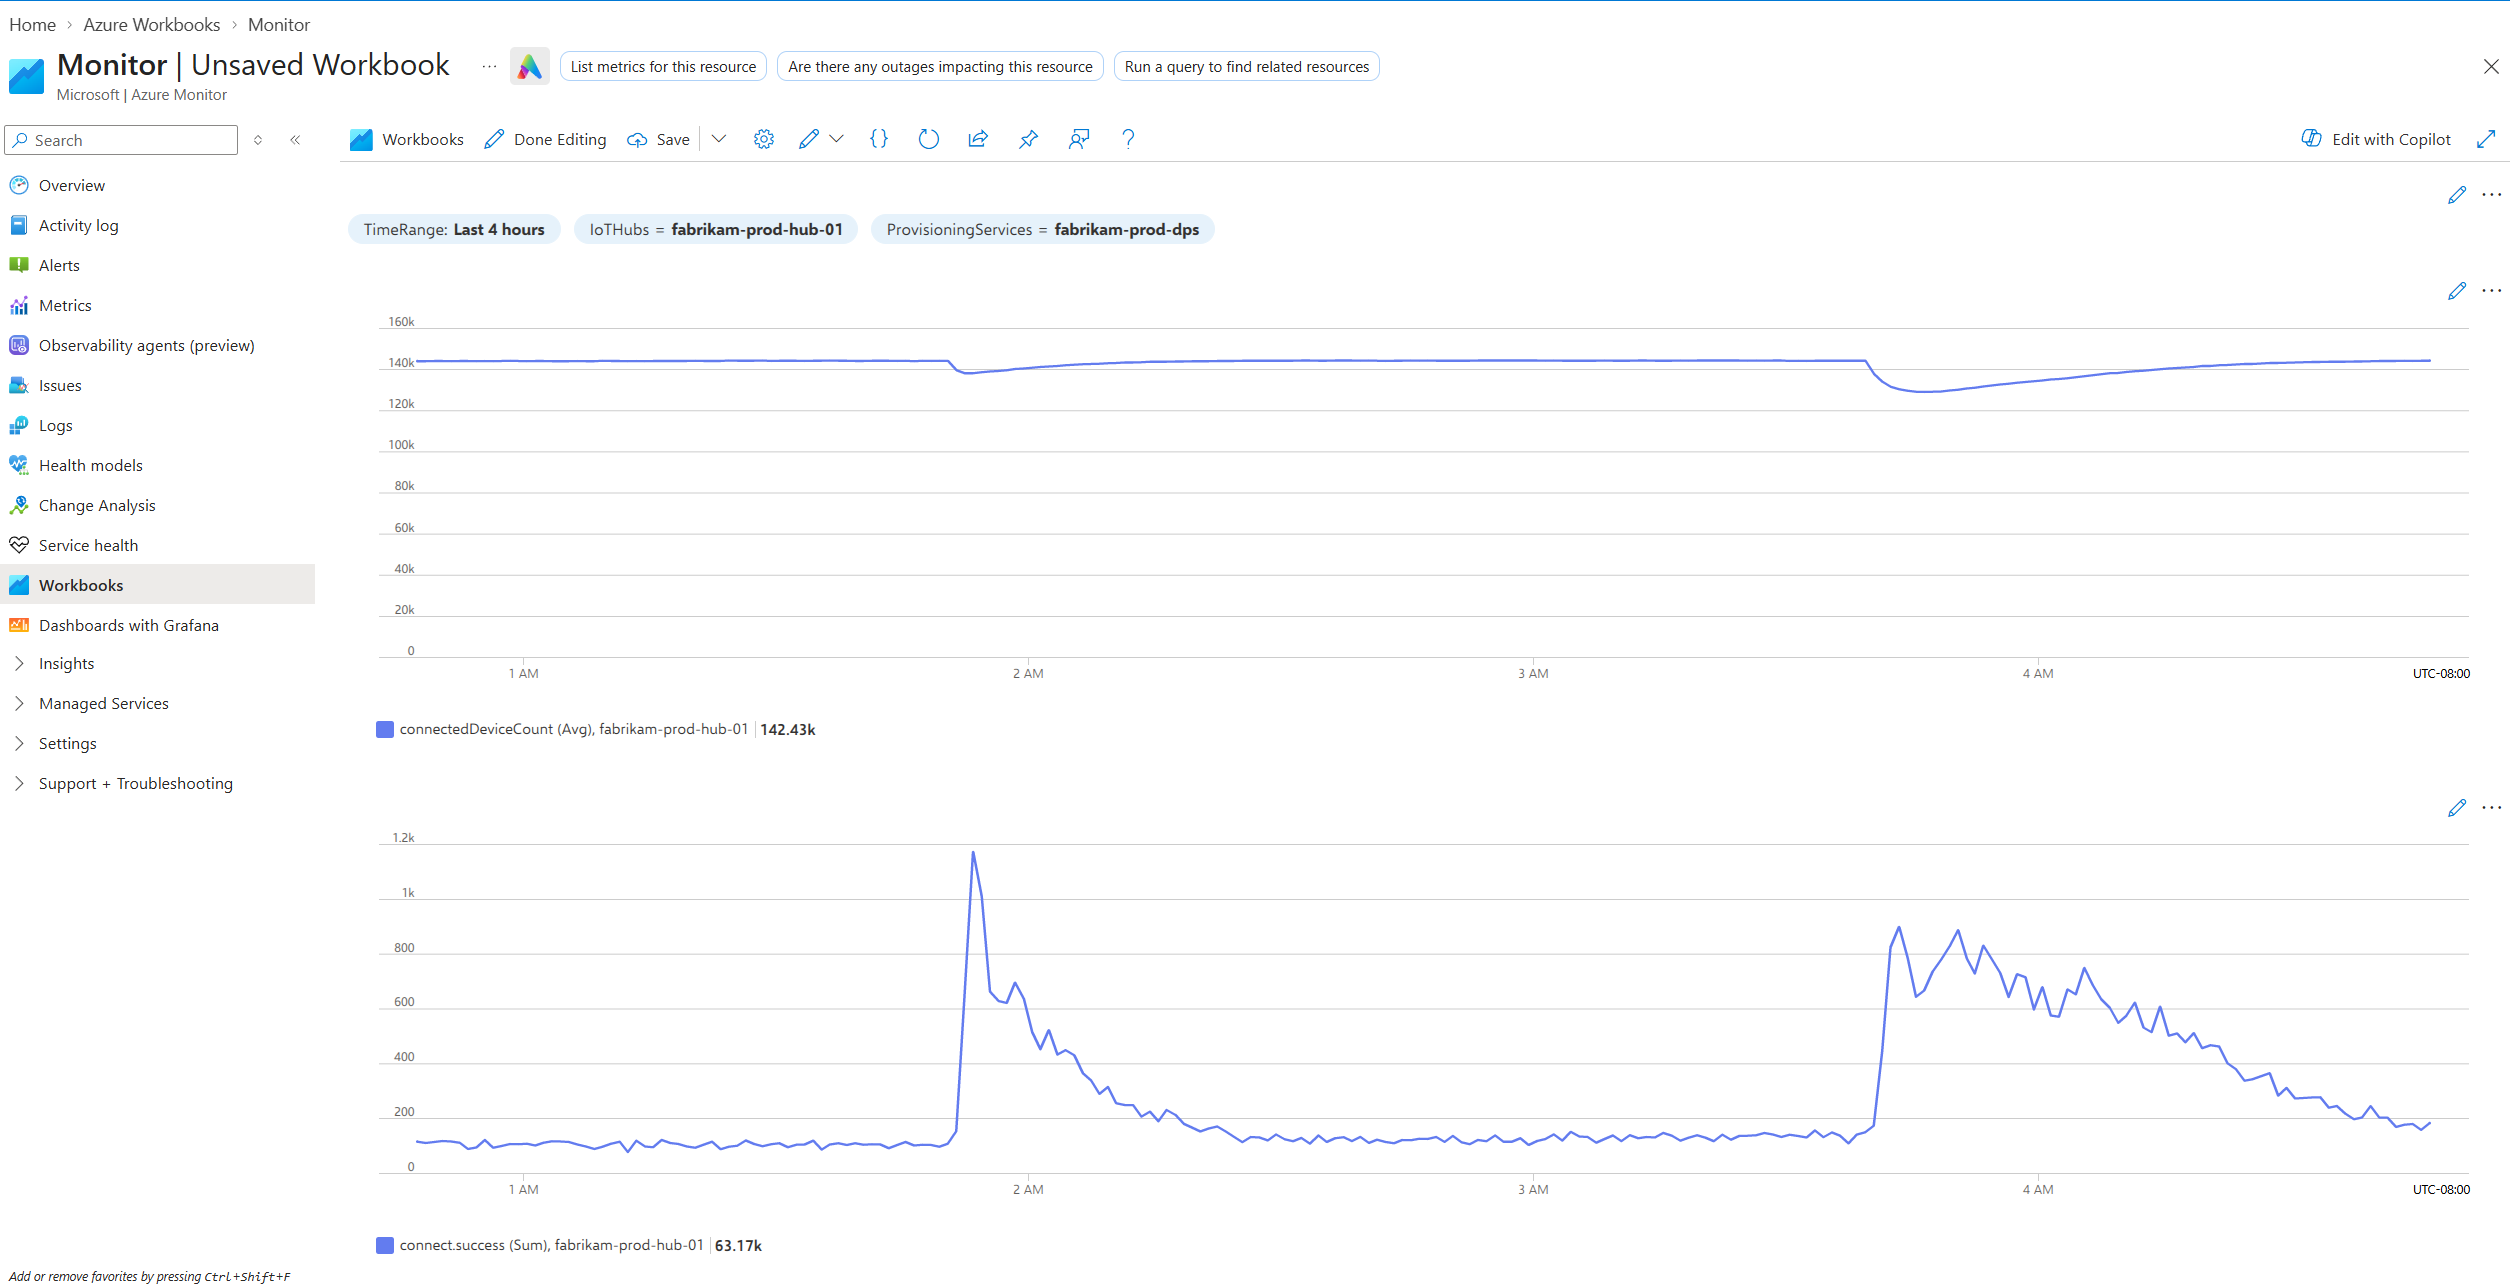 Home > Azure Workbooks > Monitor
Monitor | Unsaved Workbook
...
List metrics for this resource
Are there any outages impacting this resource
Run a query to find related resources
Microsoft | Azure Monitor
Search
Workbooks
Done Editing
Save
Edit with Copilot
Overview
Activity log
Alerts
Metrics
Observability agents (preview)
Issues
Logs
Health models
Change Analysis
Service health
Workbooks
Dashboards with Grafana
Insights
Managed Services
Settings
Support + Troubleshooting
TimeRange: Last 4 hours
IoTHubs = fabrikam-prod-hub-01
ProvisioningServices = fabrikam-prod-dps
160k
140k
120k
100k
80k
60k
40k
20k
0
1 AM
2 AM
3 AM
4 AM
UTC-08:00
connectedDeviceCount (Avg), fabrikam-prod-hub-01 | 142.43k
1.2k
1k
800
600
400
200
0
1 AM
2 AM
3 AM
4 AM
UTC-08:00
connect.success (Sum), fabrikam-prod-hub-01 | 63.17k
Add or remove favorites by pressing Ctrl+Shift+F